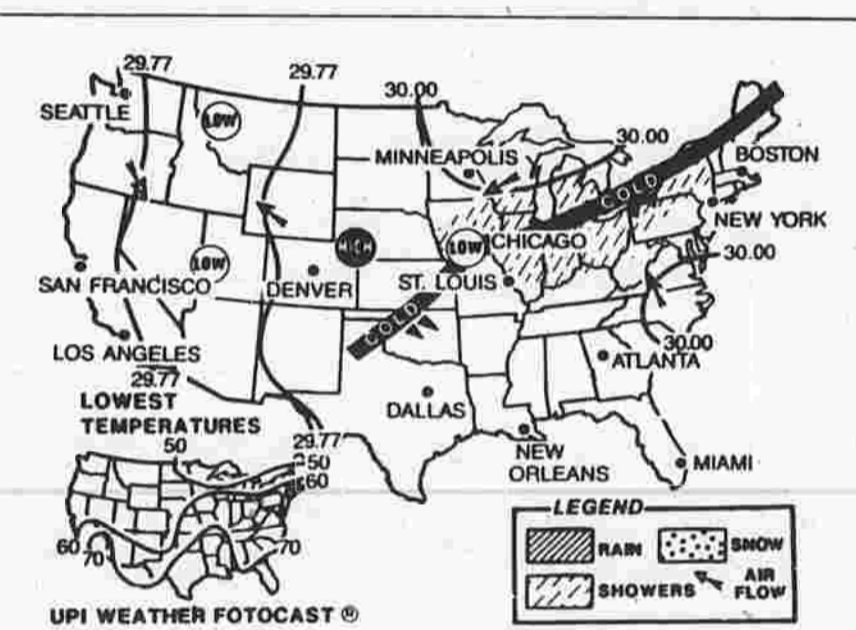 29.77
29.77
30.00
30.00
SEATTLE
LOW
MINNEAPOLIS
BOSTON
COLD
NEW YORK
HIGH
LOW
CHICAGO
LOW
30.00
SAN FRANCISCO
DENVER
ST. LOUIS
COLD
LOS ANGELES
30.00
ATLANTA
29.77
LOWEST
TEMPERATURES
DALLAS
29.77
NEW
ORLEANS
MIAMI
50
50
60
60
70
70
LEGEND
RAIN
SNOW
SHOWERS
AIR
FLOW
UPI WEATHER FOTOCAST ®